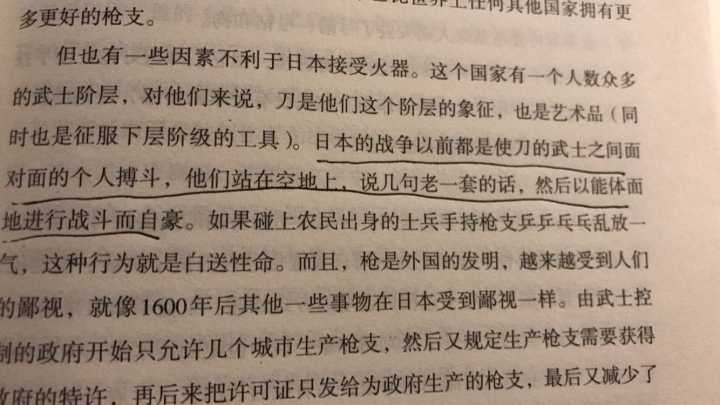 比世界上任何其他国家拥有更
多更好的枪支。
但也有一些因素不利于日本接受火器。这个国家有一个人数众多
的武士阶层，对他们来说，刀是他们这个阶层的象征，也是艺术品（同
时也是征服下层阶级的工具）。日本的战争以前都是使刀的武士之间面
对面的个人搏斗，他们站在空地上，说几句老一套的话，然后以能体面
地进行战斗而自豪。如果碰上农民出身的士兵手持枪支乒乒乓乓乱放一
气，这种行为就是白送性命。而且，枪是外国的发明，越来越受到人们
的鄙视，就像1600年后其他一些事物在日本受到鄙视一样。由武士控
制的政府开始只允许几个城市生产枪支，然后又规定生产枪支需要获得
政府的特许，再后来把许可证只发给为政府生产的枪支，最后又减少了